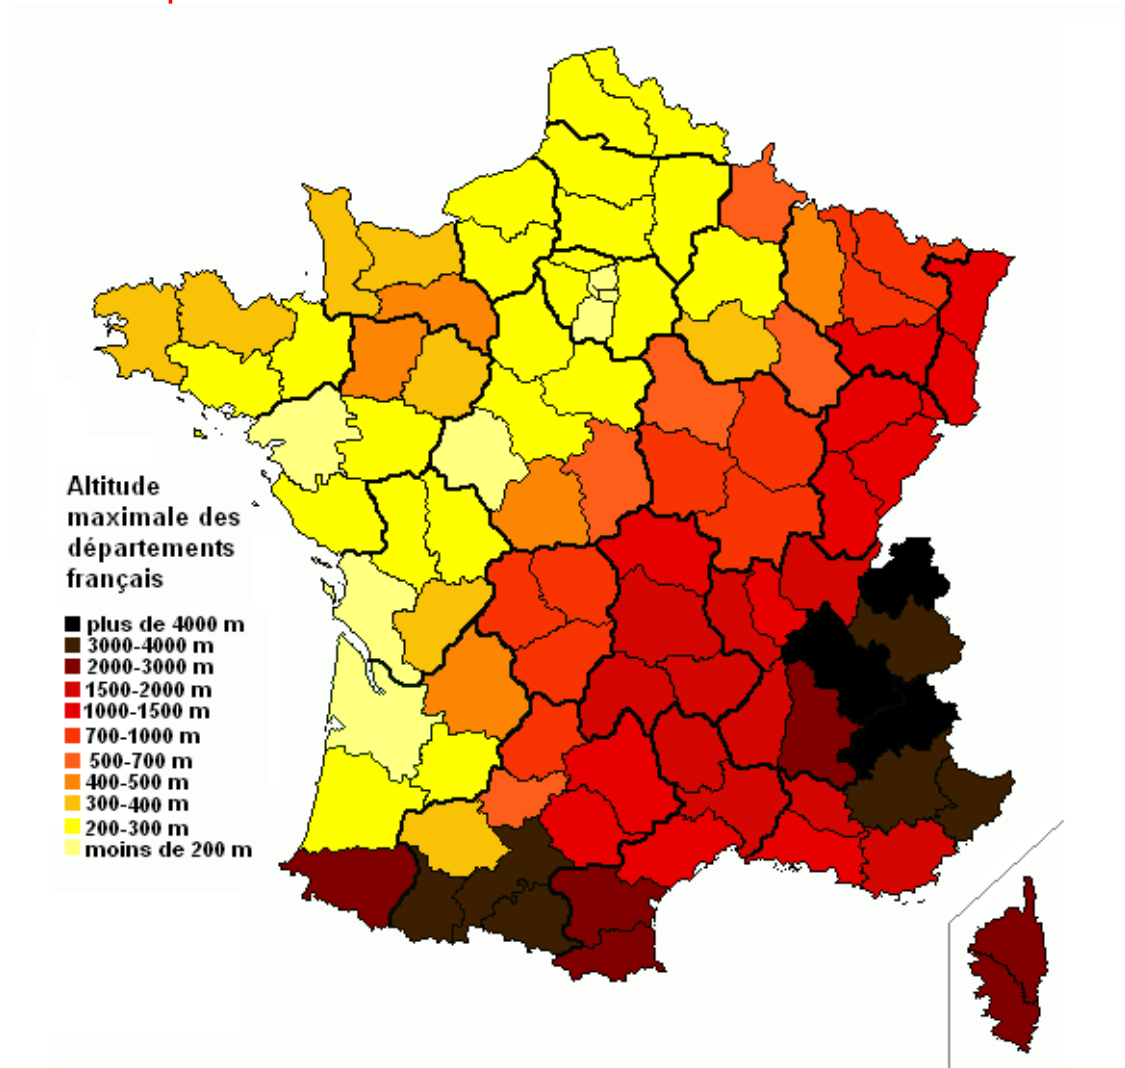 Altitude
maximale des
départements
français
plus de 4000 m
3000-4000 m
2000-3000 m
1500-2000 m
1000-1500 m
700-1000 m
500-700 m
400-500 m
300-400 m
200-300 m
moins de 200 m